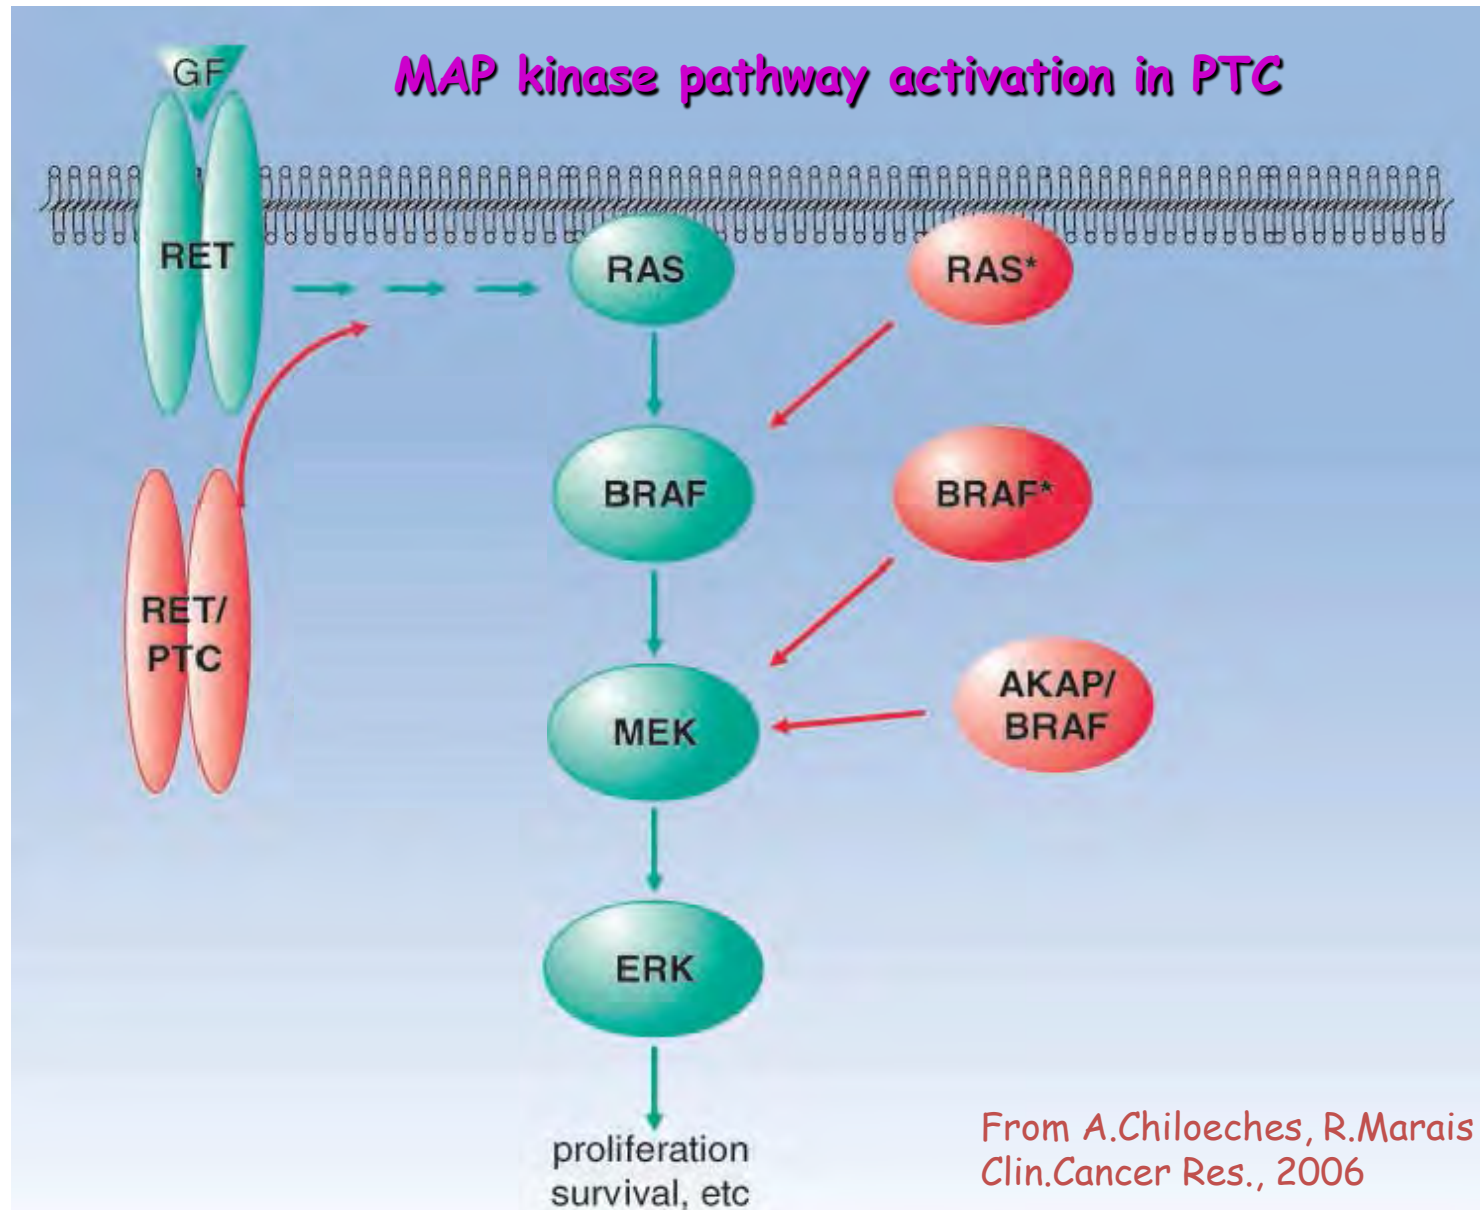 MAP kinase pathway activation in PTC
GF
RET
RAS
RAS*
BRAF
BRAF*
RET/
PTC
MEK
AKAP/
BRAF
ERK
proliferation
survival, etc
From A.Chiloeches, R.Marais
Clin.Cancer Res., 2006